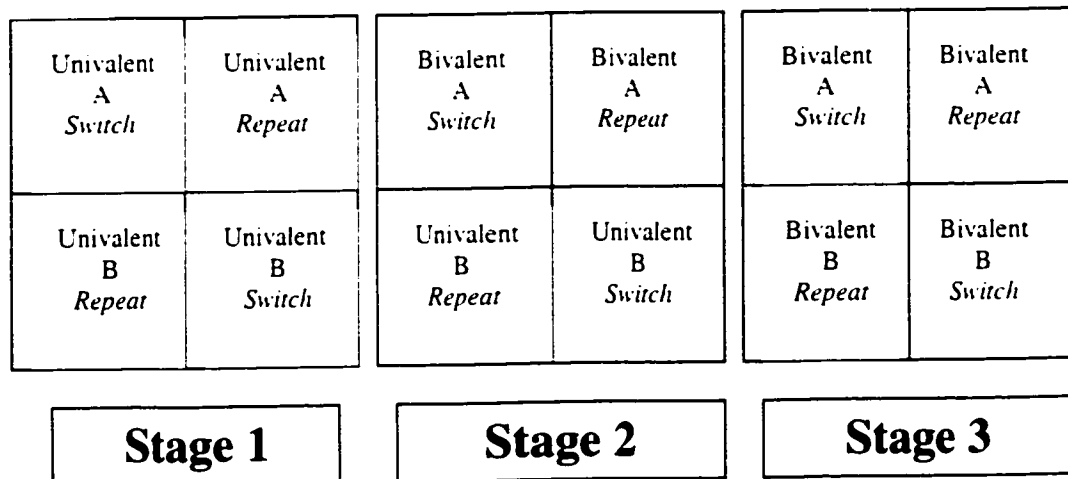 Univalent
A
Switch
Univalent
A
Repeat
Univalent
B
Repeat
Univalent
B
Switch
Bivalent
A
Switch
Bivalent
A
Repeat
Univalent
B
Repeat
Univalent
B
Switch
Bivalent
A
Switch
Bivalent
A
Repeat
Bivalent
B
Repeat
Bivalent
B
Switch
Stage 1
Stage 2
Stage 3